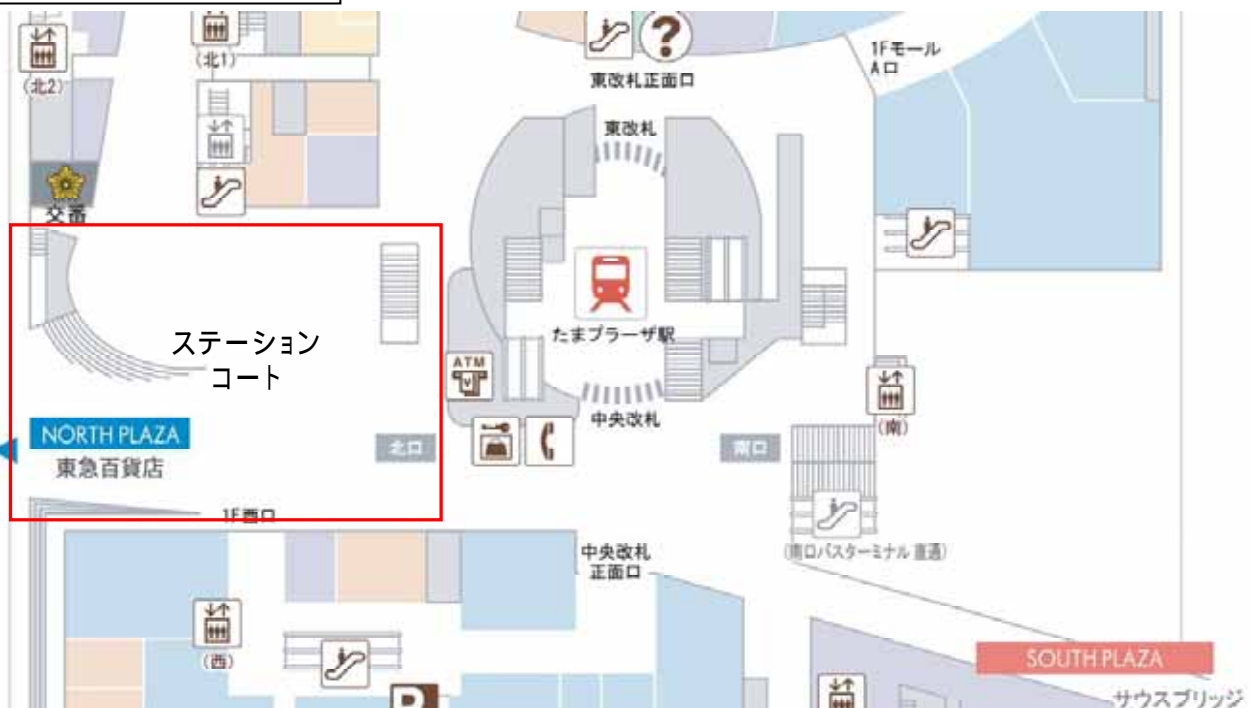 (北2)
(北1)
?
東改札正面口
1Fモール
A口
東改札
交番
ステーション
コート
たまプラーザ駅
ATM
中央改札
(南)
NORTH PLAZA
東急百貨店
北口
南口
1F西口
(南口バスターミナル 直通)
中央改札
正面口
(西)
SOUTH PLAZA
サウスブリッジ